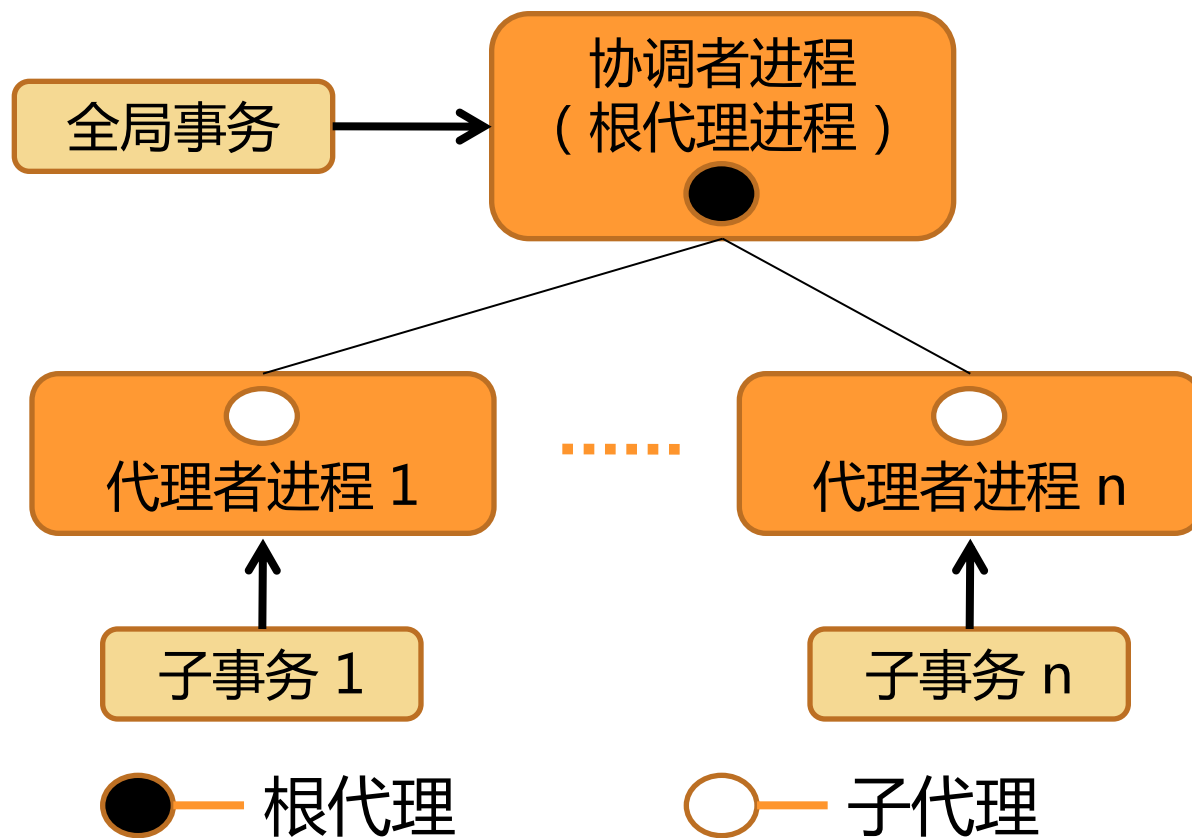 协调者进程
全局事务
（根代理进程）
代理者进程 1
代理者进程 n
子事务 1
子事务 n
根代理
子代理